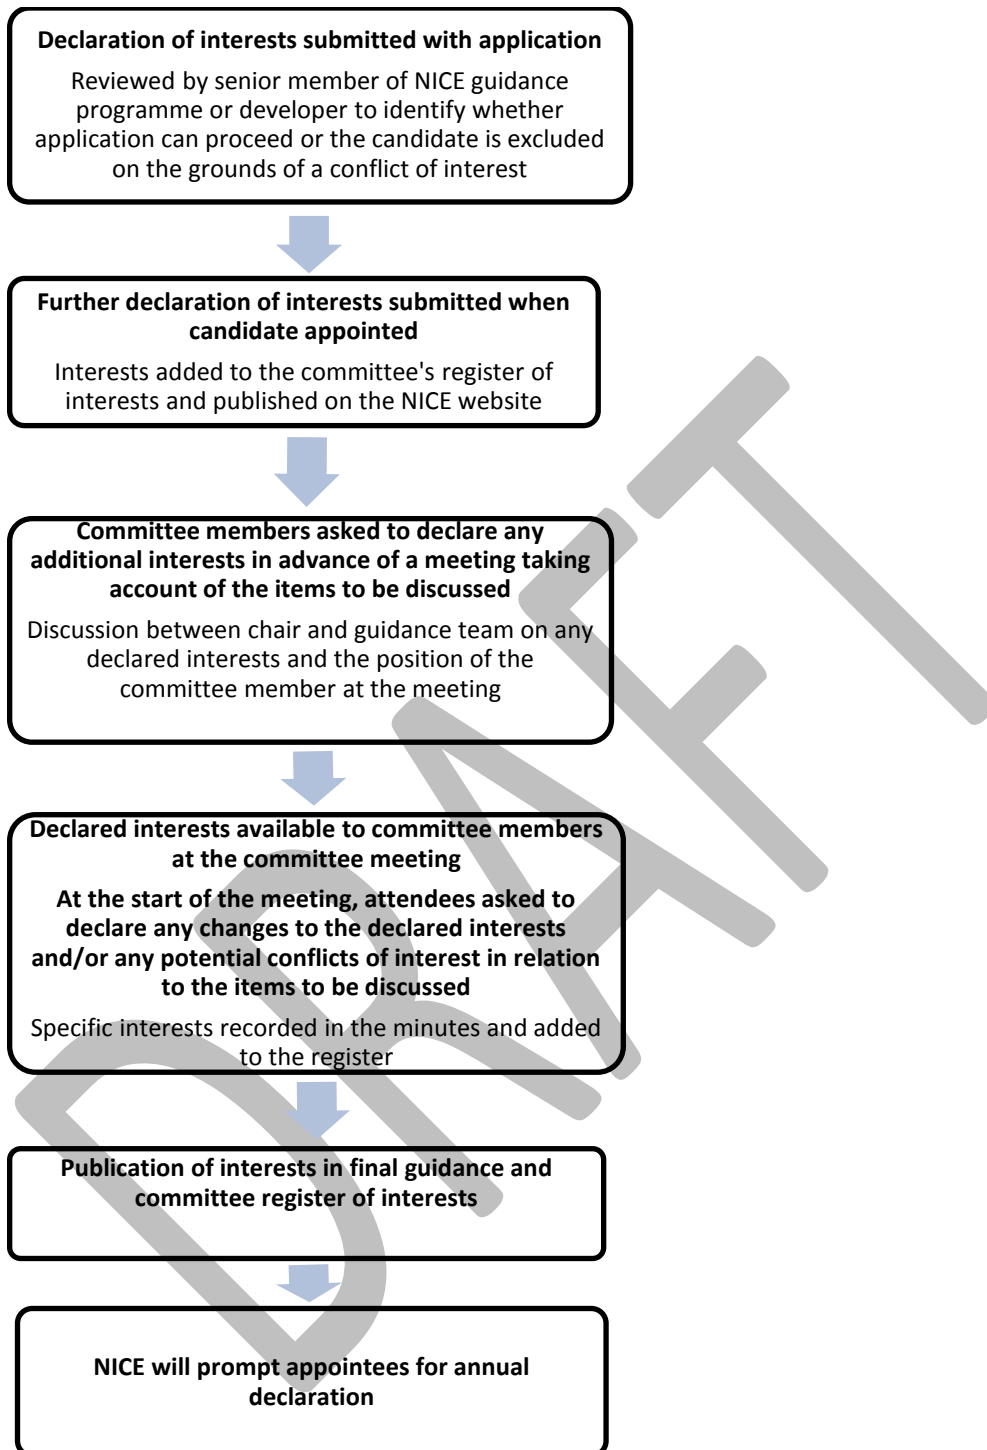 Declaration of interests submitted with application
Reviewed by senior member of NICE guidance
programme or developer to identify whether
application can proceed or the candidate is excluded
on the grounds of a conflict of interest
Further declaration of interests submitted when
candidate appointed
Interests added to the committee's register of
interests and published on the NICE website
Committee members asked to declare any
additional interests in advance of a meeting taking
account of the items to be discussed
Discussion between chair and guidance team on any
declared interests and the position of the
committee member at the meeting
Declared interests available to committee members
at the committee meeting
At the start of the meeting, attendees asked to
declare any changes to the declared interests
and/or any potential conflicts of interest in relation
to the items to be discussed
Specific interests recorded in the minutes and added
to the register
Publication of interests in final guidance and
committee register of interests
NICE will prompt appointees for annual
declaration
DRAFT